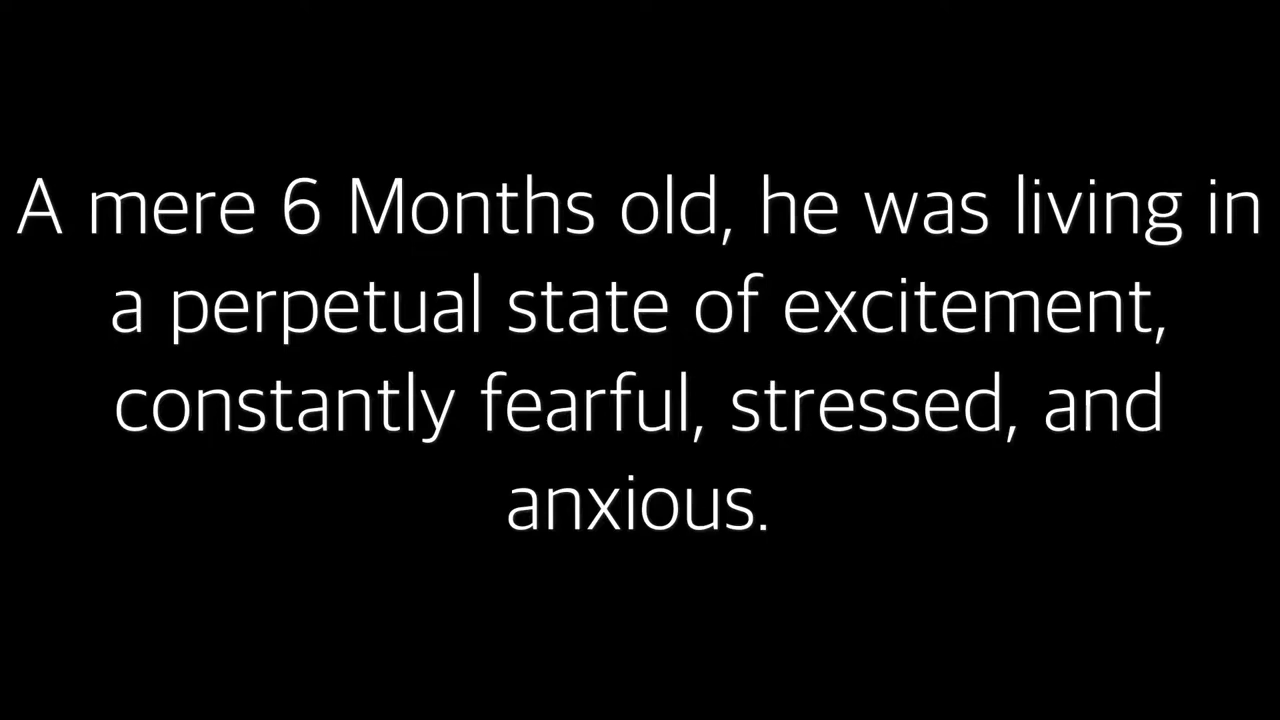 A mere 6 Months old, he was living in
a perpetual state of excitement,
constantly fearful, stressed, and
anxious.